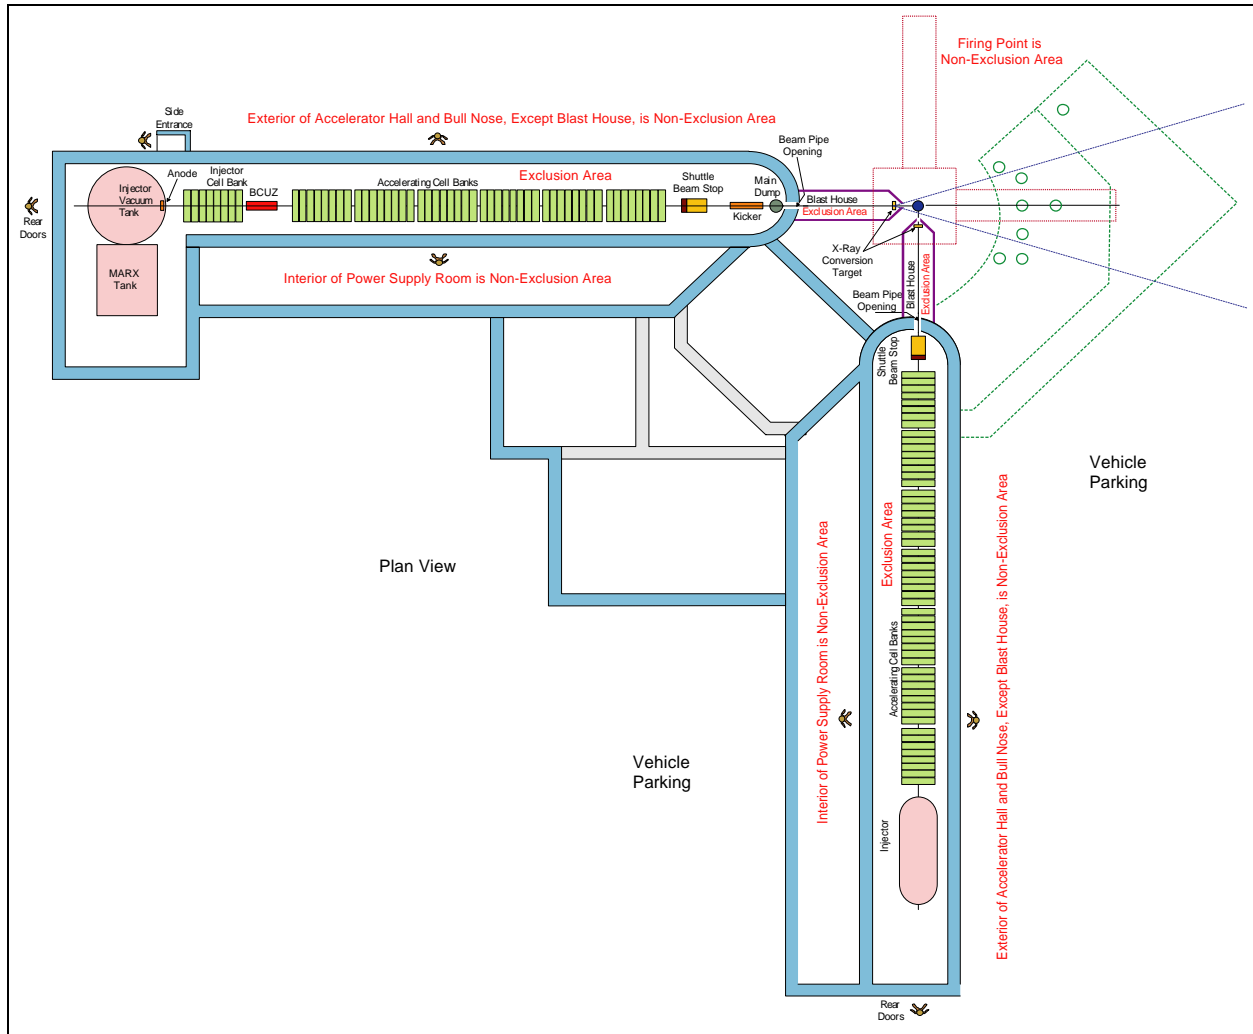 Firing Point is
Non-Exclusion Area
Side
Entrance
Exterior of Accelerator Hall and Bull Nose, Except Blast House, is Non-Exclusion Area
Beam Pipe
Opening
Anode
Injector
Cell Bank
BCUZ
Accelerating Cell Banks
Exclusion Area
Shuttle
Beam Stop
Main
Dump
Kicker
Injector
Vacuum
Tank
Blast House
Exclusion Area
Rear
Doors
MARX
Tank
Interior of Power Supply Room is Non-Exclusion Area
X-Ray
Conversion
Target
Blast House
Exclusion Area
Beam Pipe
Opening
Shuttle
Beam Stop
Vehicle
Parking
Plan View
Exclusion Area
Interior of Power Supply Room is Non-Exclusion Area
Exterior of Accelerator Hall and Bull Nose, Except Blast House, is Non-Exclusion Area
Accelerating Cell Banks
Vehicle
Parking
Injector
Rear
Doors